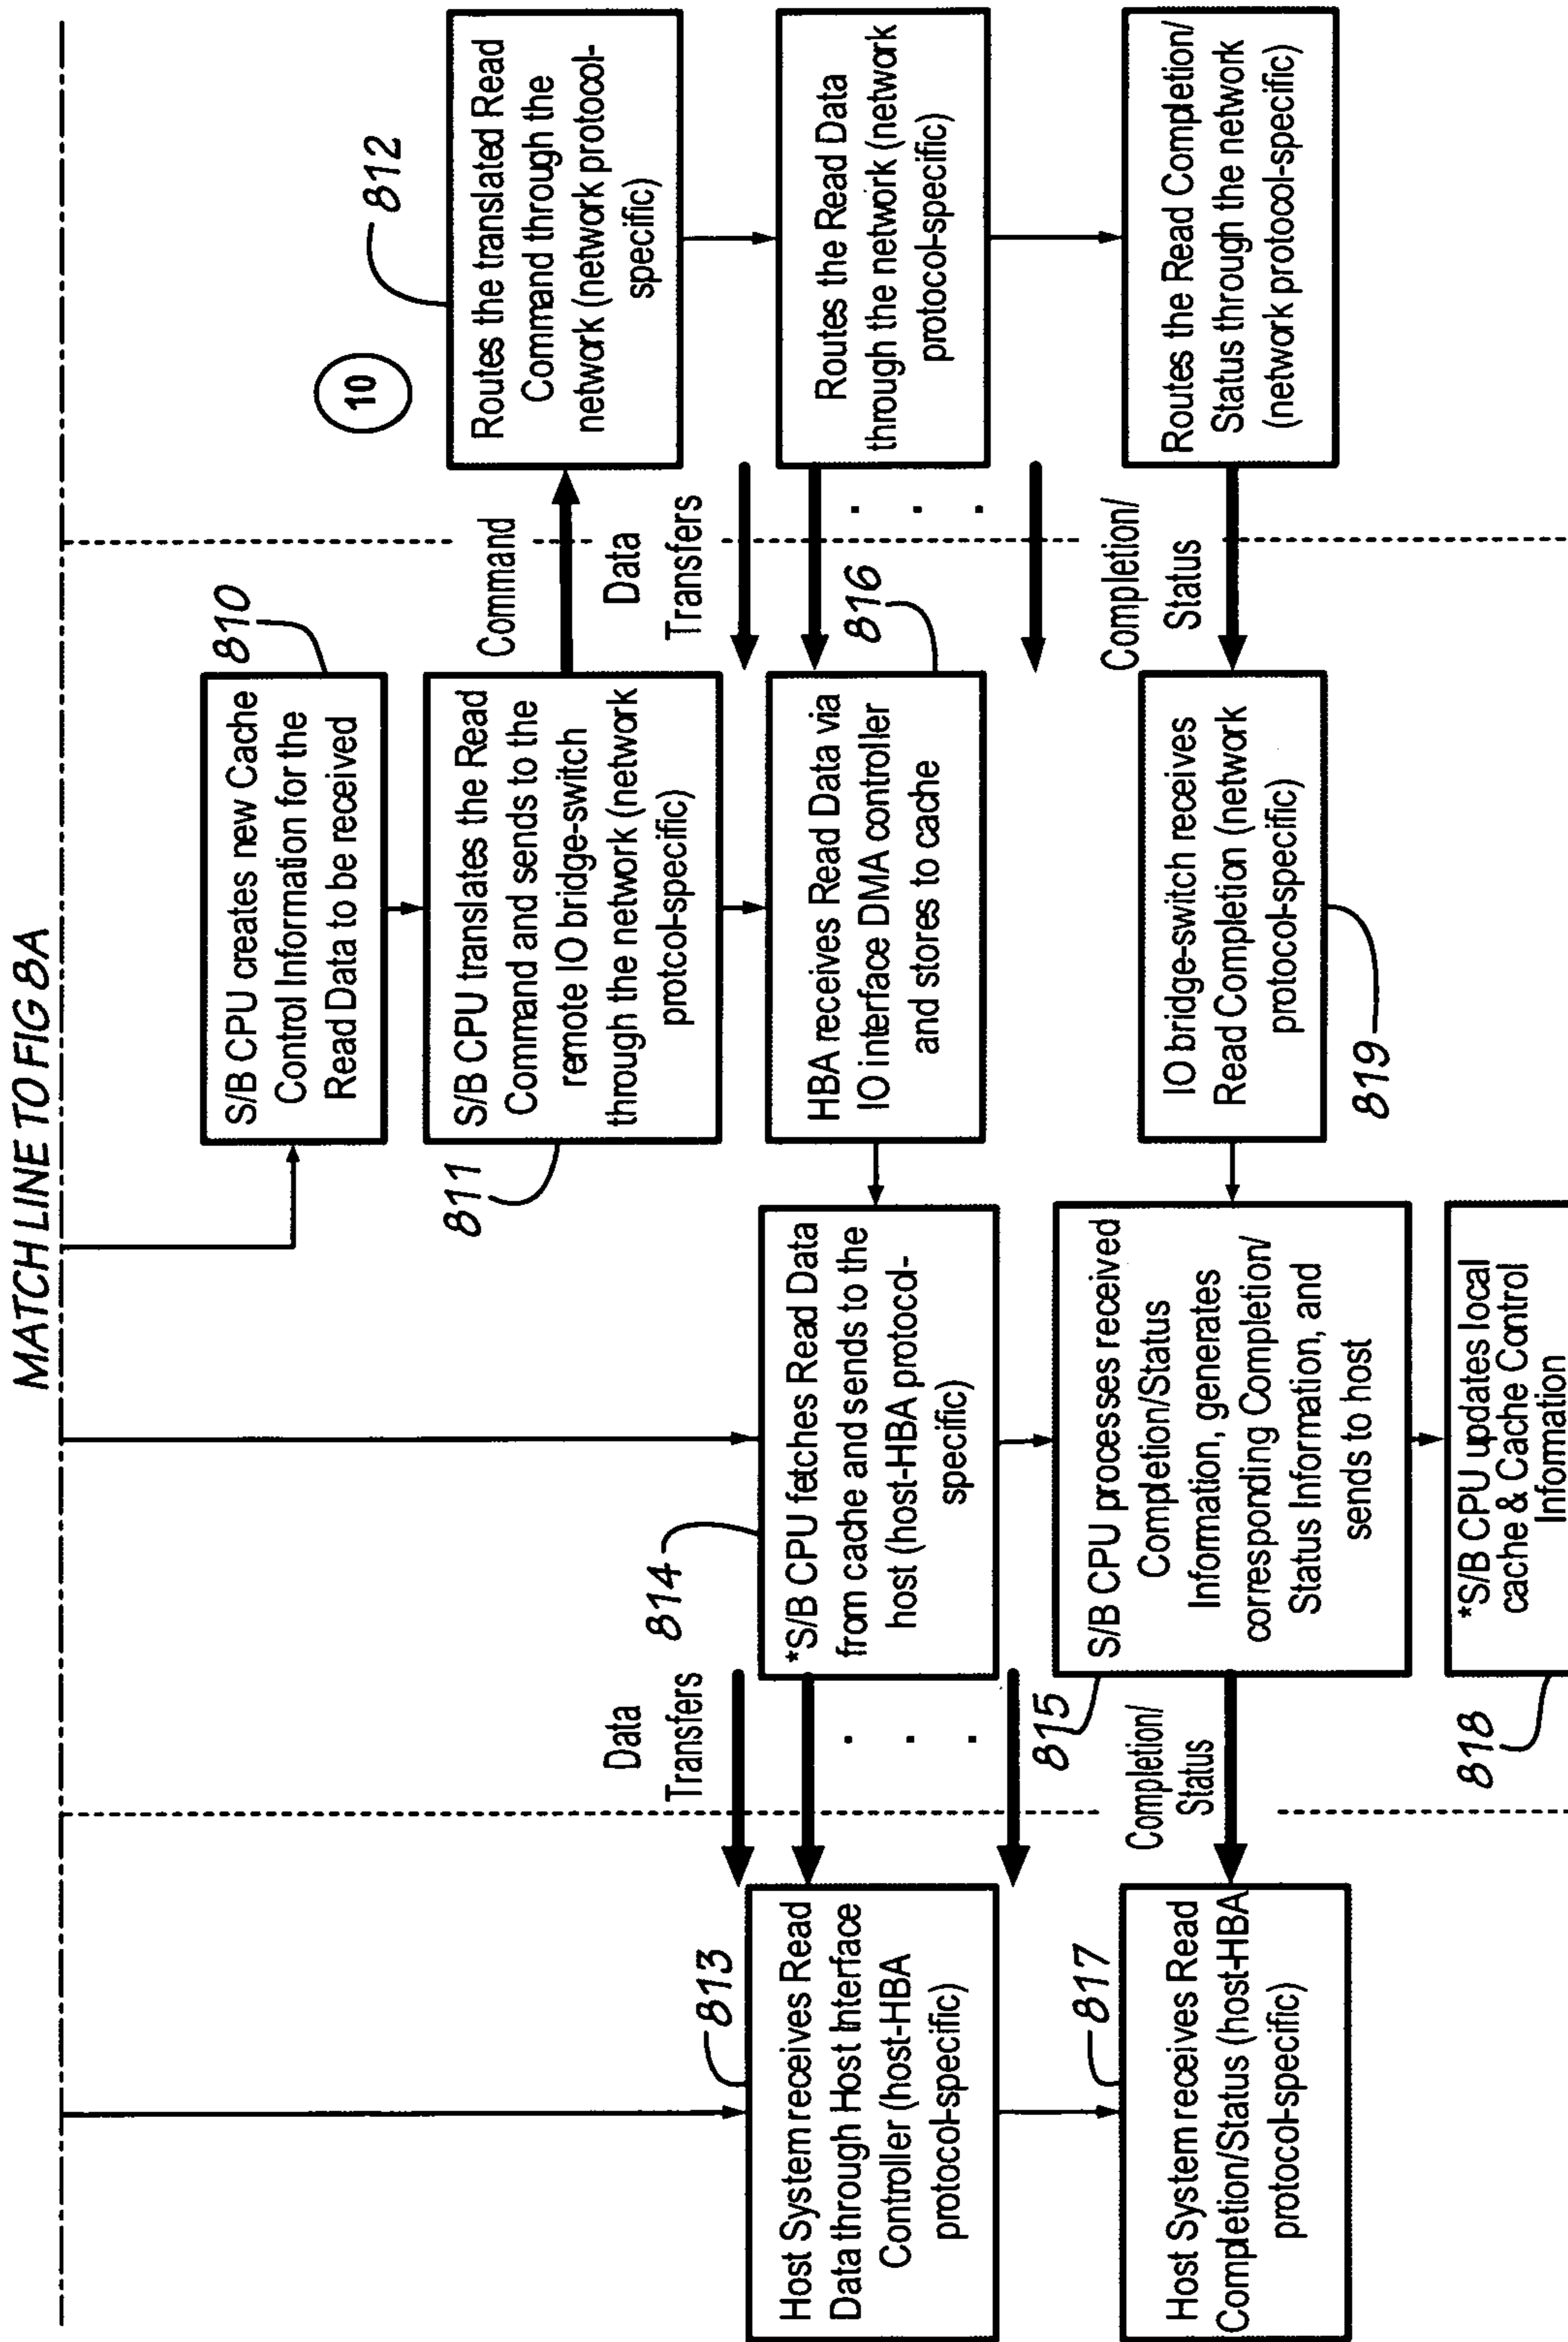 MATCH LINE TO FIG 8A
810
S/B CPU creates new Cache
Control Information for the
Read Data to be received
811
S/B CPU translates the Read
Command and sends to the
remote IO bridge-switch
through the network (network
protcol-specific)
Command
10
812
Routes the translated Read
Command through the
network (network protocol-
specific)
813
Host System receives Read
Data through Host Interface
Controller (host-HBA
protocol-specific)
Data
Transfers
. . .
814
*S/B CPU fetches Read Data
from cache and sends to the
host (host-HBA protocol-
specific)
816
HBA receives Read Data via
IO interface DMA controller
and stores to cache
Data
Transfers
. . .
Routes the Read Data
through the network (network
protocol-specific)
817
Host System receives Read
Completion/Status (host-HBA
protocol-specific)
Completion/
Status
815
S/B CPU processes received
Completion/Status
Information, generates
corresponding Completion/
Status Information, and
sends to host
IO bridge-switch receives
Read Completion (network
protocol-specific)
819
Completion/
Status
Routes the Read Completion/
Status through the network
(network protocol-specific)
818
*S/B CPU updates local
cache & Cache Control
Information